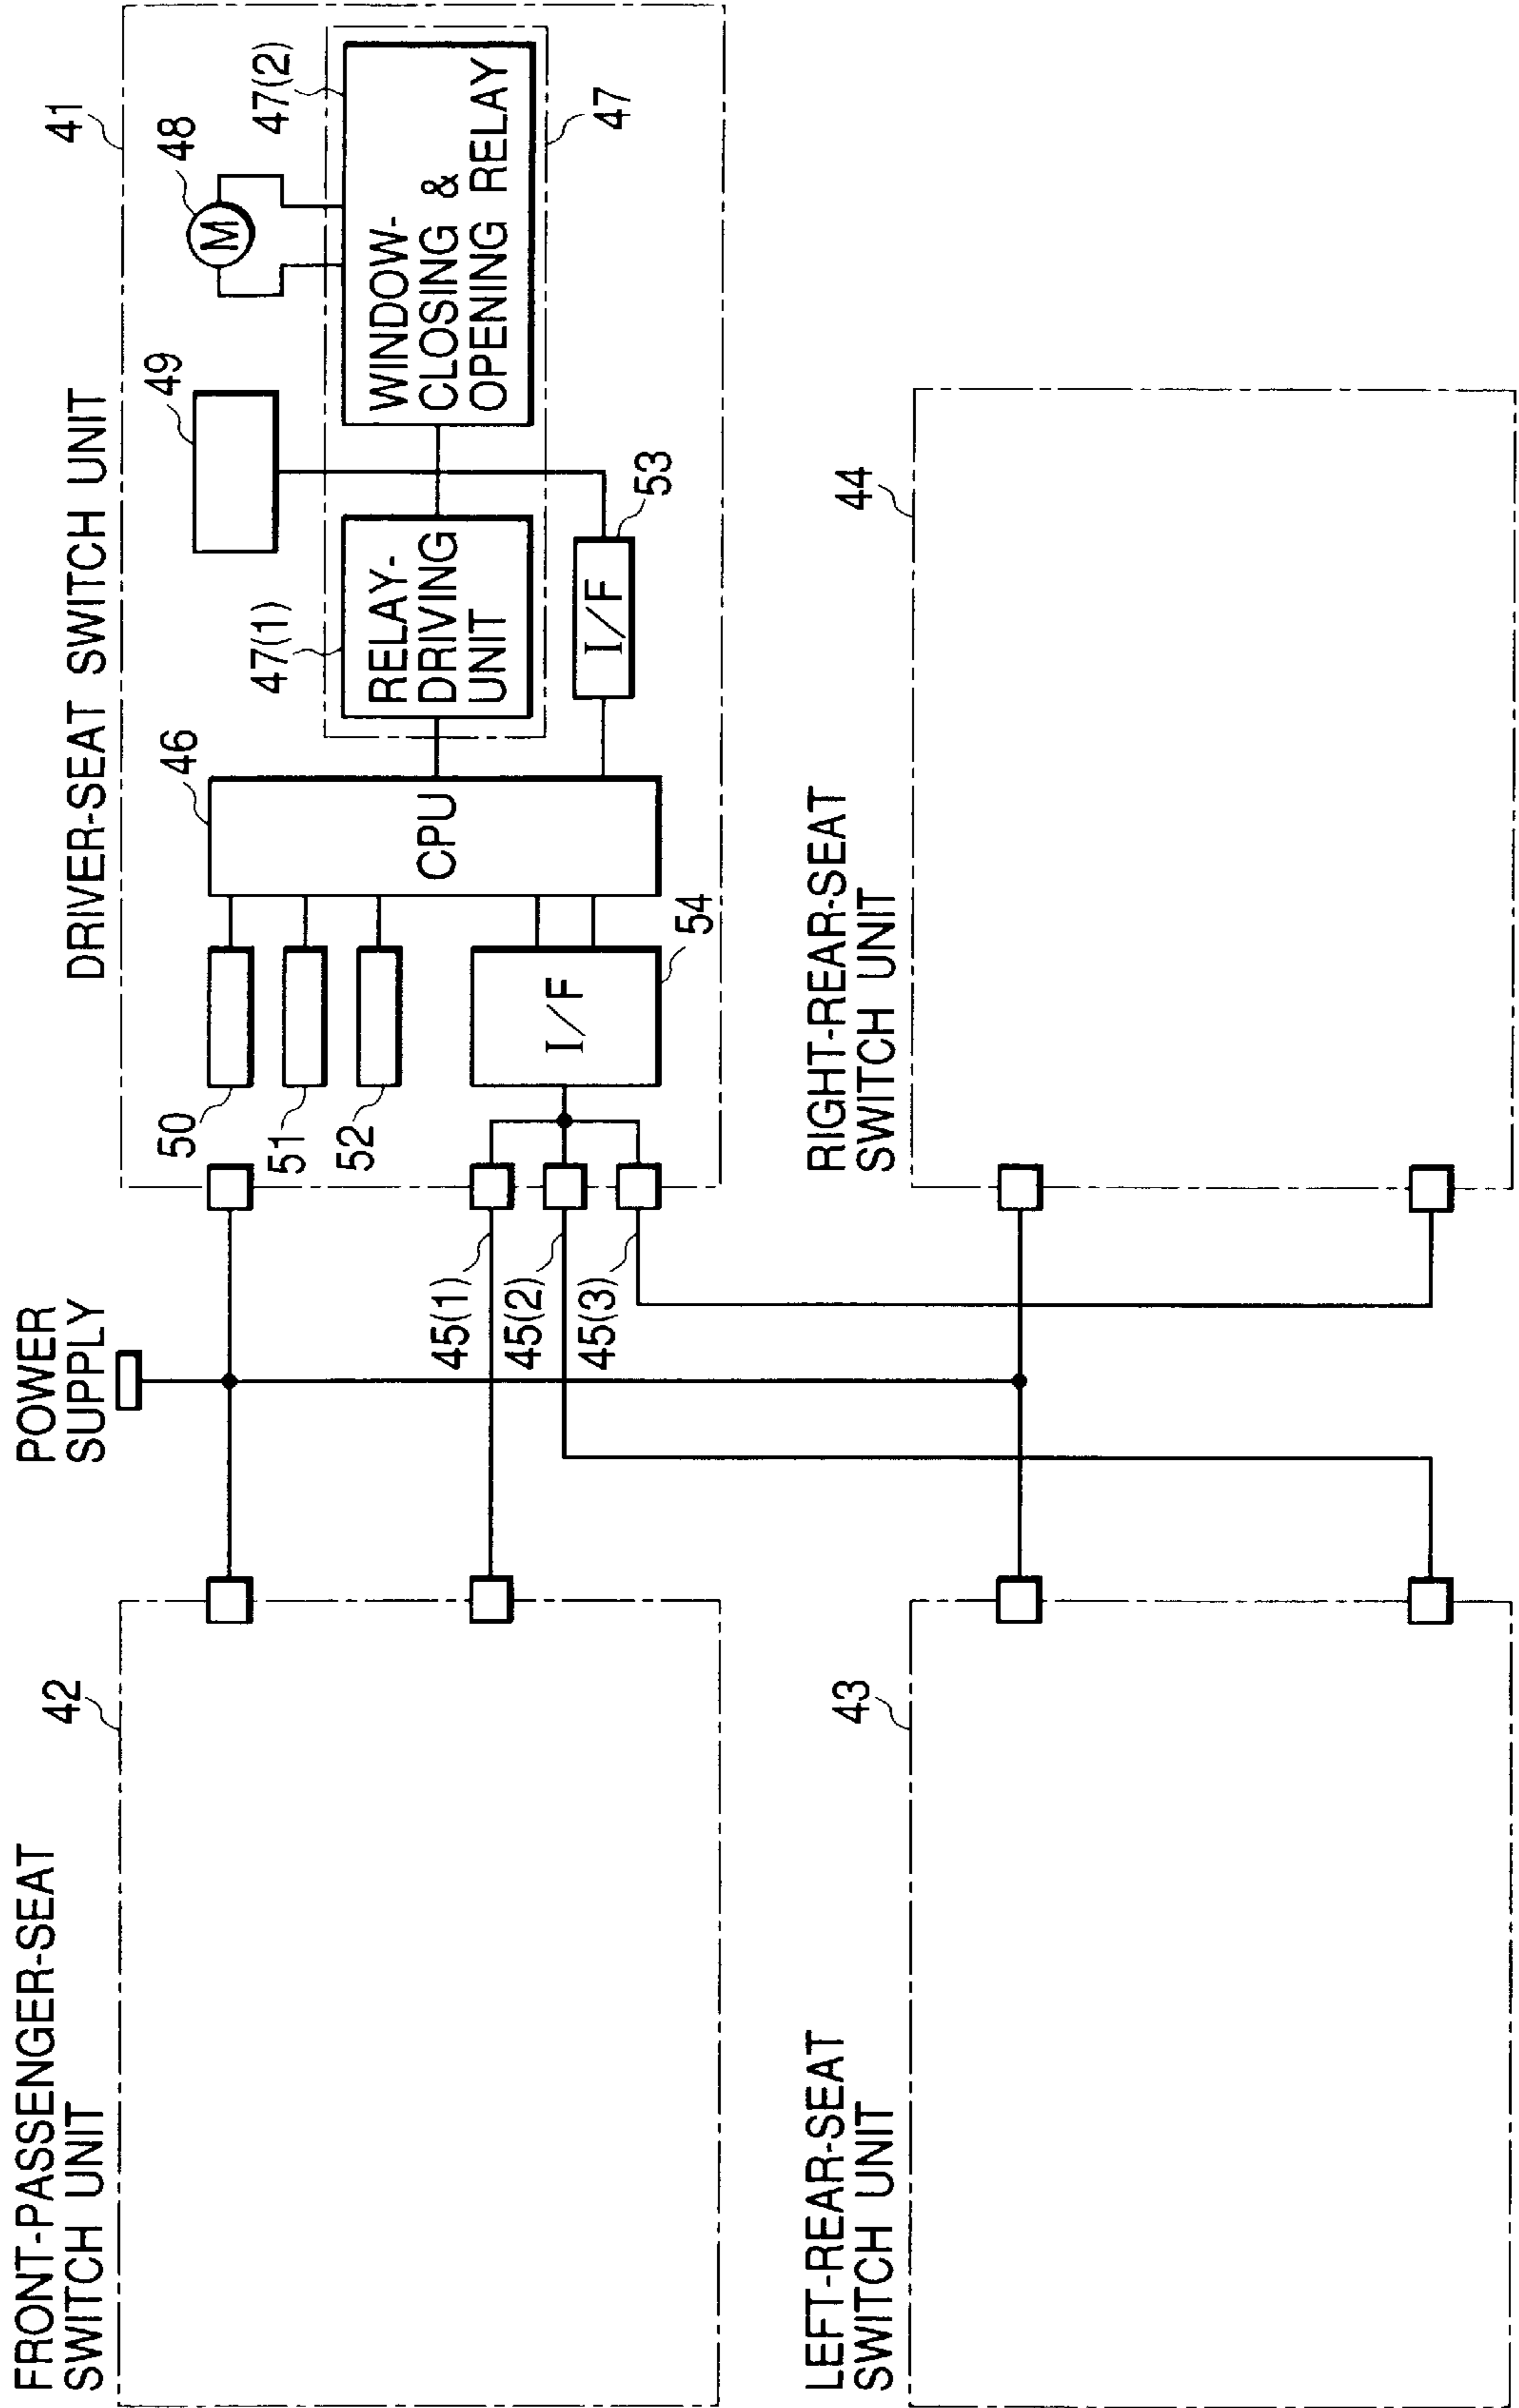 FRONT-PASSENGER-SEAT
SWITCH UNIT
42
POWER
SUPPLY
DRIVER-SEAT SWITCH UNIT
41
50
51
52
46
CPU
I/F
54
47(1)
RELAY-
DRIVING
UNIT
49
48
M
47(2)
WINDOW-
CLOSING &
OPENING RELAY
47
I/F
53
45(1)
45(2)
45(3)
LEFT-REAR-SEAT
SWITCH UNIT
43
RIGHT-REAR-SEAT
SWITCH UNIT
44